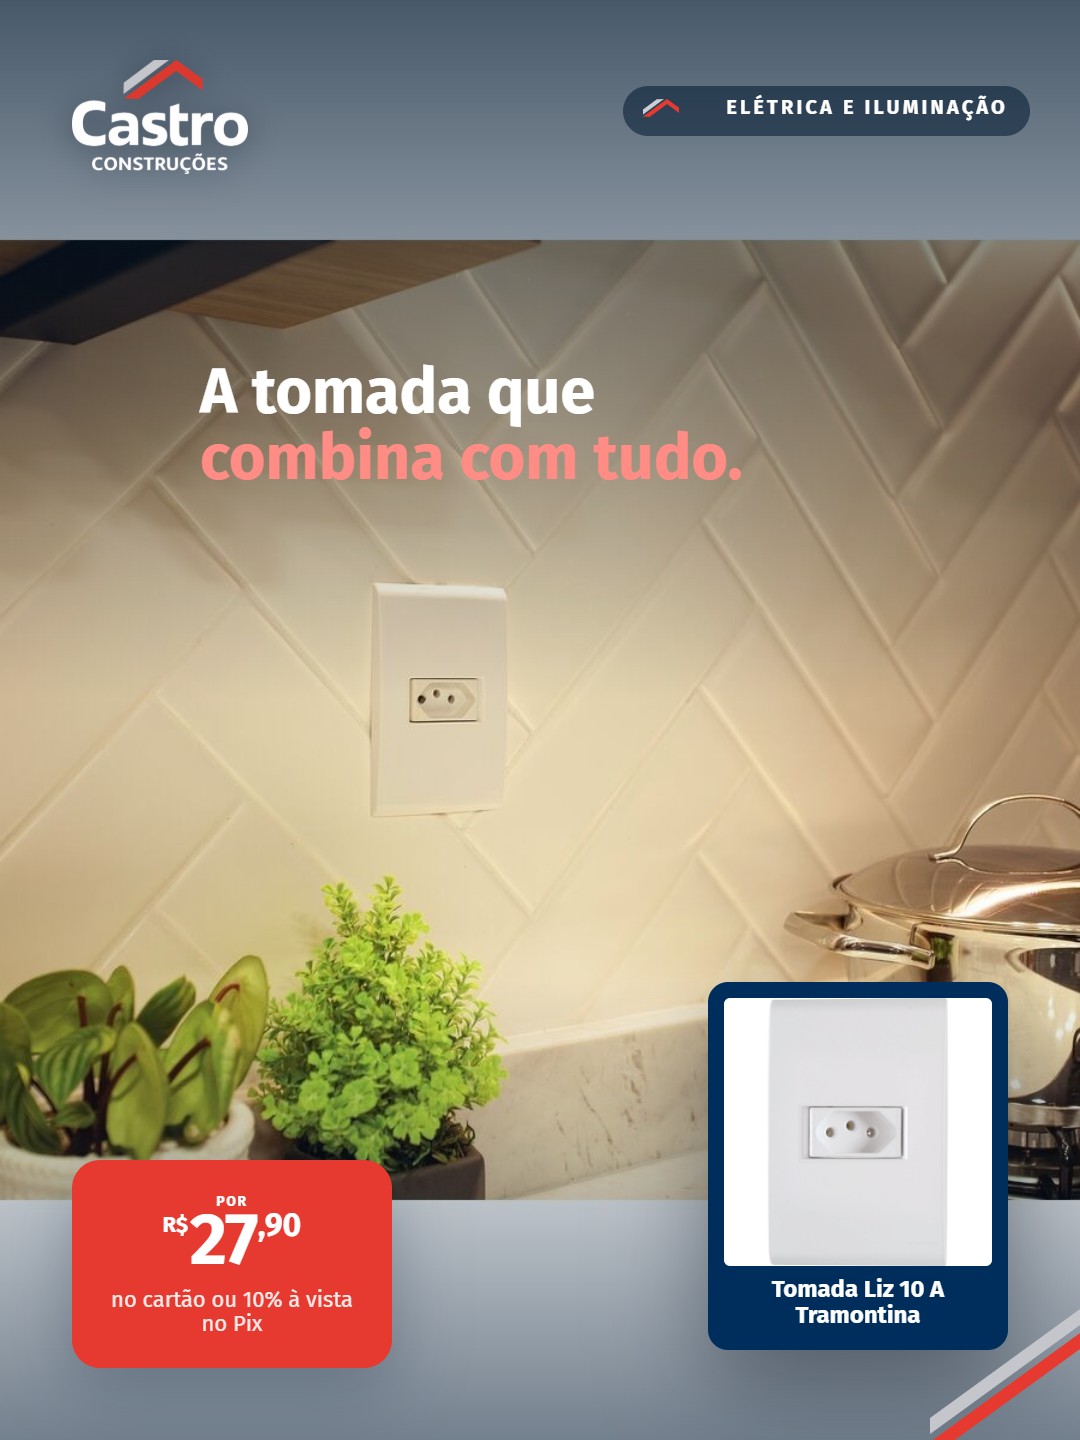 Castro
CONSTRUÇÕES
ELÉTRICA E ILUMINAÇÃO
A tomada que
combina com tudo.
POR
R$27,90
no cartão ou 10% à vista
no Pix
Tomada Liz 10 A
Tramontina